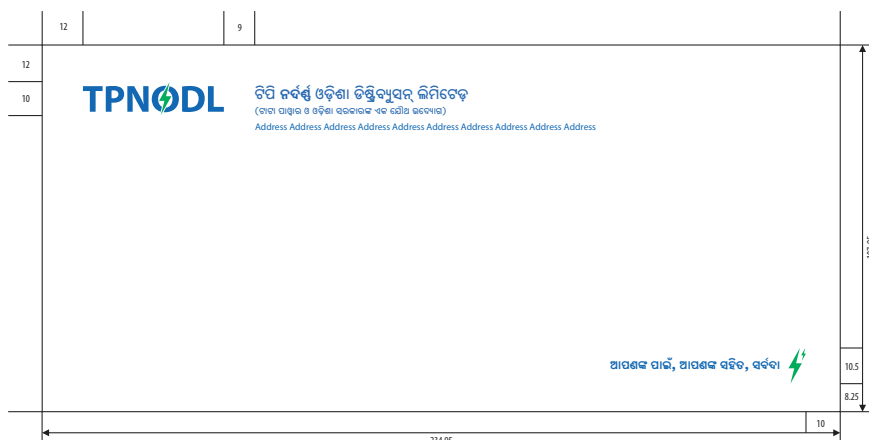 12
9
12
10
TPNODL
ଟିପି ନର୍ଦର୍ଣ୍ଣ ଓଡ଼ିଶା ଡିଷ୍ଟ୍ରିବ୍ୟୁସନ୍ ଲିମିଟେଡ଼
(ଟାଟା ପାୱାର ଓ ଓଡ଼ିଶା ସରକାରଙ୍କ ଏକ ଯୌଥ ଉଦ୍ୟୋଗ)
Address Address Address Address Address Address Address Address Address Address
ଆପଣଙ୍କ ପାଇଁ, ଆପଣଙ୍କ ସହିତ, ସର୍ବଦା
10.5
8.25
10